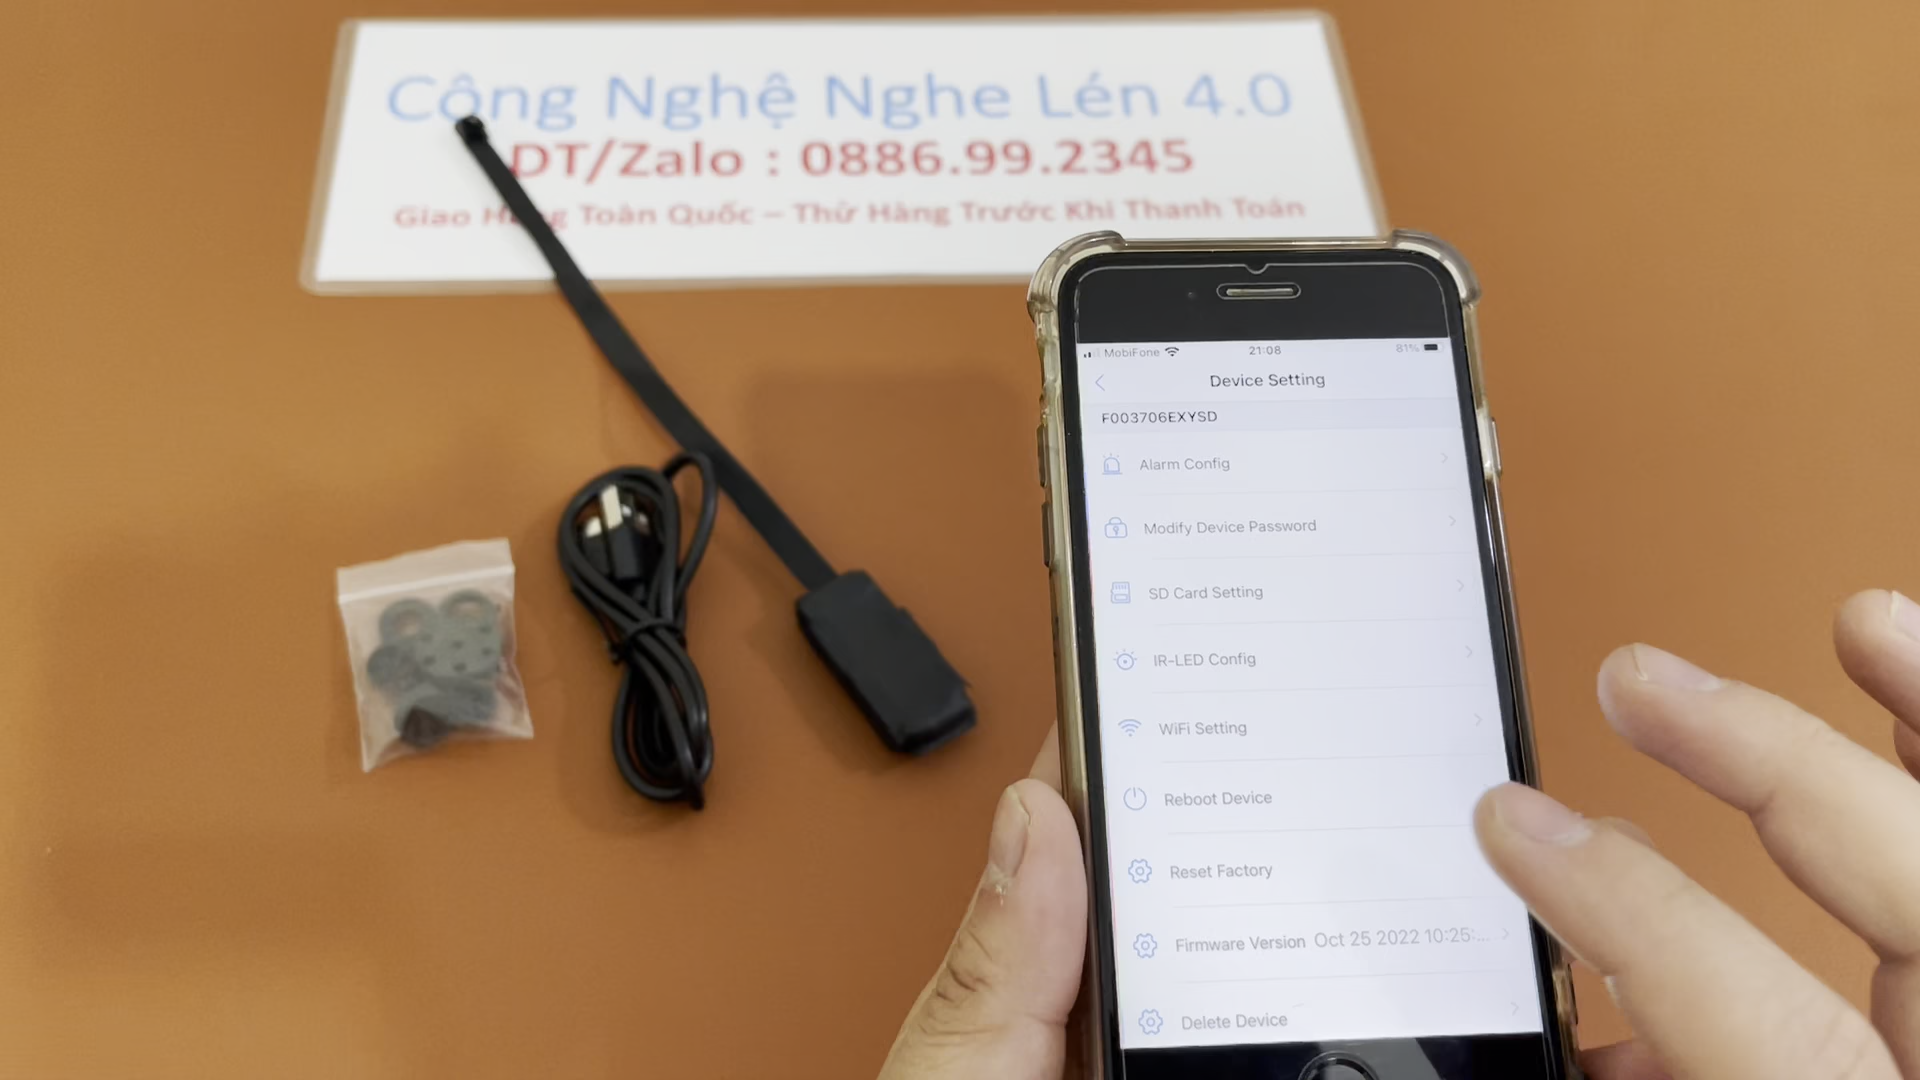 Công Nghệ Nghe Lén 4.0
DT/Zalo : 0886.99.2345
Giao Hàng Toàn Quốc – Thử Hàng Trước Khi Thanh Toán
MobiFone 21:08 81%
Device Setting
F003706EXYSD
Alarm Config
Modify Device Password
SD Card Setting
IR-LED Config
WiFi Setting
Reboot Device
Reset Factory
Firmware Version Oct 25 2022 10:25:...
Delete Device